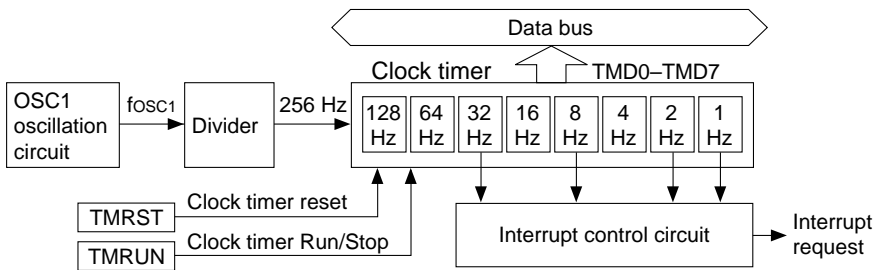 Data bus
Clock timer
TMD0–TMD7
OSC1
oscillation
circuit
fOSC1
Divider
256 Hz
128
Hz
64
Hz
32
Hz
16
Hz
8
Hz
4
Hz
2
Hz
1
Hz
TMRST
Clock timer reset
TMRUN
Clock timer Run/Stop
Interrupt control circuit
Interrupt
request